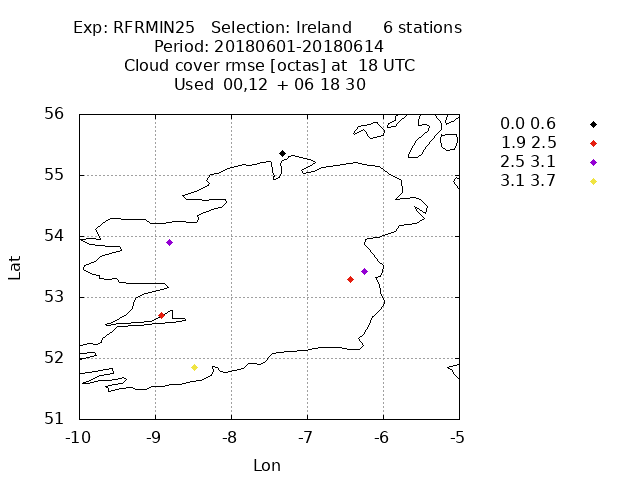 Exp: RFRMIN25   Selection: Ireland      6 stations
Period: 20180601-20180614
Cloud cover rmse [octas] at  18 UTC
Used  00,12  + 06 18 30
0.0 0.6
1.9 2.5
2.5 3.1
3.1 3.7
56
55
54
53
52
51
Lat
-10 -9 -8 -7 -6 -5
Lon